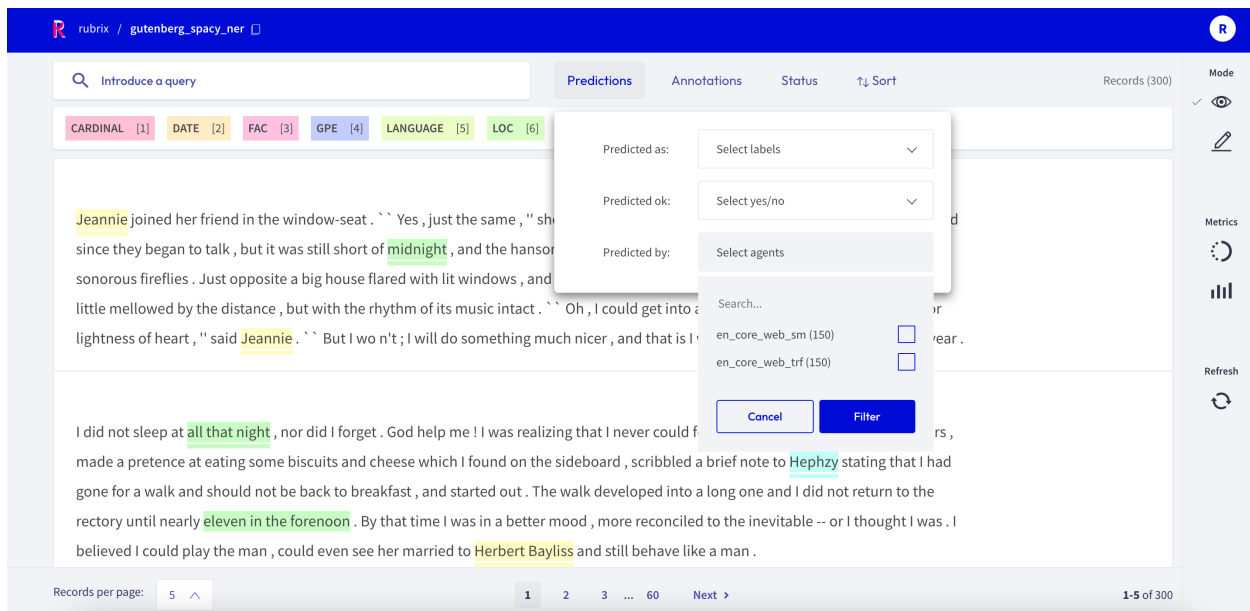 R rubrix / gutenberg_spacy_ner
R
Introduce a query
Predictions Annotations Status Sort
Records (300)
Mode
CARDINAL [1] DATE [2] FAC [3] GPE [4] LANGUAGE [5] LOC [6]
Predicted as: Select labels
Predicted ok: Select yes/no
Predicted by: Select agents
Search...
en_core_web_sm (150)
en_core_web_trf (150)
Cancel Filter
Jeannie joined her friend in the window-seat . ` ` Yes , just the same , '' sh d
since they began to talk , but it was still short of midnight , and the hansom
sonorous fireflies . Just opposite a big house flared with lit windows , and
little mellowed by the distance , but with the rhythm of its music intact . ` ` Oh , I could get into a or
lightness of heart , '' said Jeannie . ` ` But I wo n't ; I will do something much nicer , and that is I year .
I did not sleep at all that night , nor did I forget . God help me ! I was realizing that I never could f rs ,
made a pretence at eating some biscuits and cheese which I found on the sideboard , scribbled a brief note to Hephzy stating that I had
gone for a walk and should not be back to breakfast , and started out . The walk developed into a long one and I did not return to the
rectory until nearly eleven in the forenoon . By that time I was in a better mood , more reconciled to the inevitable -- or I thought I was . I
believed I could play the man , could even see her married to Herbert Bayliss and still behave like a man .
Metrics
Refresh
Records per page: 5
1 2 3 ... 60 Next >
1-5 of 300